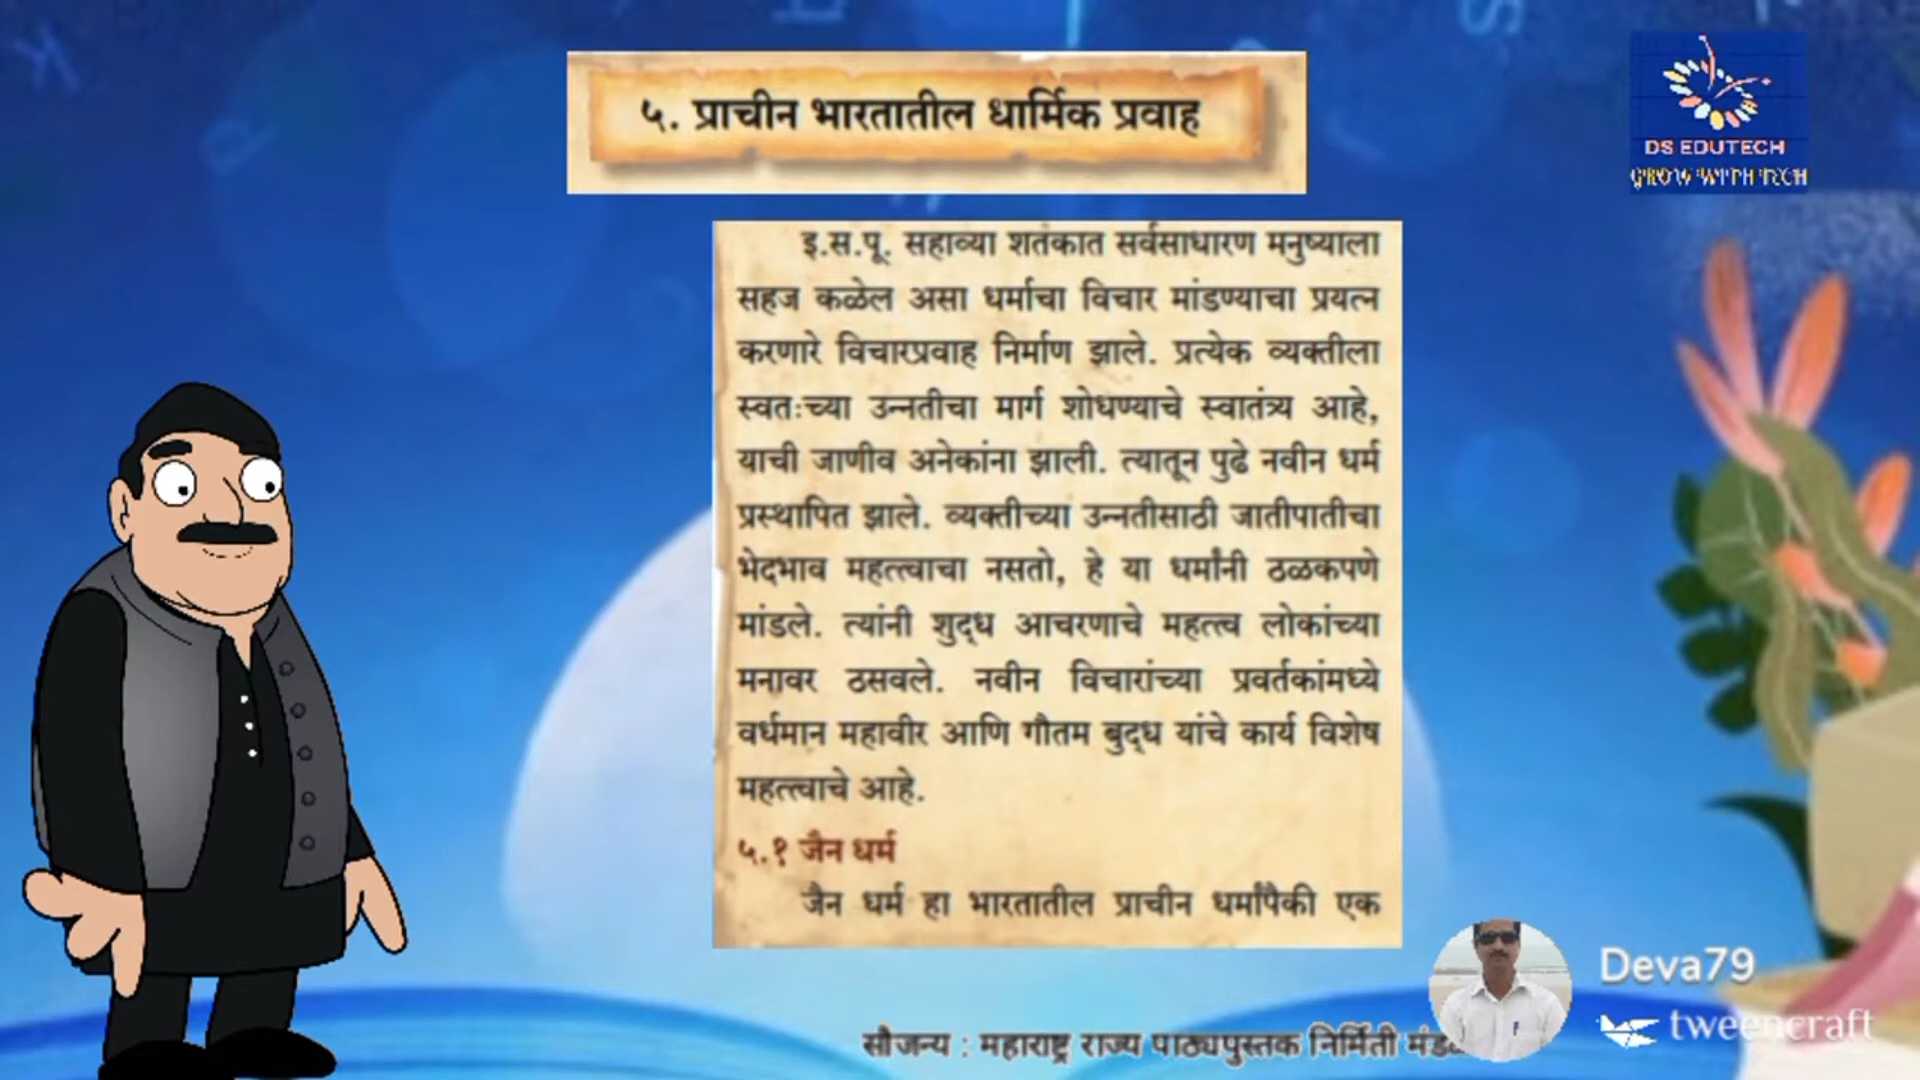 ५. प्राचीन भारतातील धार्मिक प्रवाह
DS EDUTECH
GROW WITH TECH
इ.स.पू. सहाव्या शतकात सर्वसाधारण मनुष्याला
सहज कळेल असा धर्माचा विचार मांडण्याचा प्रयत्न
करणारे विचारप्रवाह निर्माण झाले. प्रत्येक व्यक्तीला
स्वतःच्या उन्नतीचा मार्ग शोधण्याचे स्वातंत्र्य आहे,
याची जाणीव अनेकांना झाली. त्यातून पुढे नवीन धर्म
प्रस्थापित झाले. व्यक्तीच्या उन्नतीसाठी जातीपातीचा
भेदभाव महत्त्वाचा नसतो, हे या धर्मांनी ठळकपणे
मांडले. त्यांनी शुद्ध आचरणाचे महत्त्व लोकांच्या
मनावर ठसवले. नवीन विचारांच्या प्रवर्तकांमध्ये
वर्धमान महावीर आणि गौतम बुद्ध यांचे कार्य विशेष
महत्त्वाचे आहे.
५.१ जैन धर्म
जैन धर्म हा भारतातील प्राचीन धर्मांपैकी एक
Deva79
tweencraft
सौजन्य : महाराष्ट्र राज्य पाठ्यपुस्तक निर्मिती